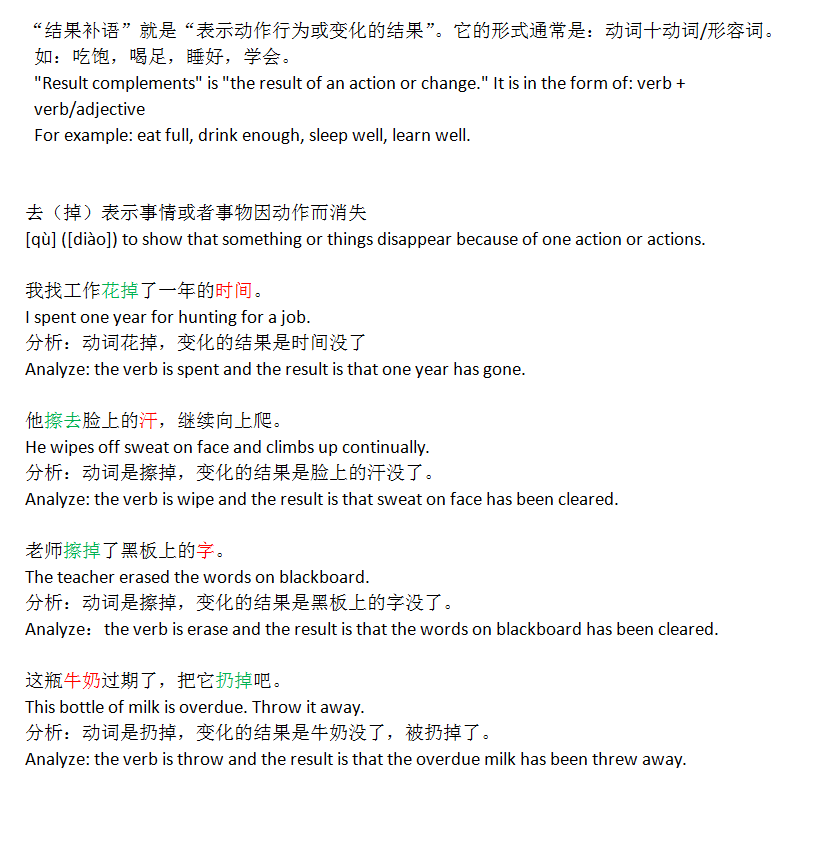 “结果补语”就是“表示动作行为或变化的结果”。它的形式通常是：动词十动词/形容词。
如：吃饱，喝足，睡好，学会。
"Result complements" is "the result of an action or change." It is in the form of: verb +
verb/adjective
For example: eat full, drink enough, sleep well, learn well.
去（掉）表示事情或者事物因动作而消失
[qù] ([diào]) to show that something or things disappear because of one action or actions.
我找工作花掉了一年的时间。
I spent one year for hunting for a job.
分析：动词花掉，变化的结果是时间没了
Analyze: the verb is spent and the result is that one year has gone.
他擦去脸上的汗，继续向上爬。
He wipes off sweat on face and climbs up continually.
分析：动词是擦掉，变化的结果是脸上的汗没了。
Analyze: the verb is wipe and the result is that sweat on face has been cleared.
老师擦掉了黑板上的字。
The teacher erased the words on blackboard.
分析：动词是擦掉，变化的结果是黑板上的字没了。
Analyze：the verb is erase and the result is that the words on blackboard has been cleared.
这瓶牛奶过期了，把它扔掉吧。
This bottle of milk is overdue. Throw it away.
分析：动词是扔掉，变化的结果是牛奶没了，被扔掉了。
Analyze: the verb is throw and the result is that the overdue milk has been threw away.